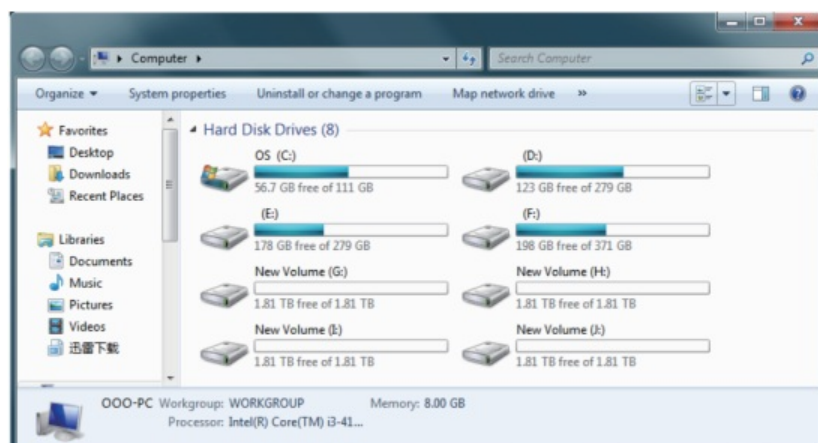 Computer
Search Computer
Organize
System properties
Uninstall or change a program
Map network drive
»
Favorites
Desktop
Downloads
Recent Places
Libraries
Documents
Music
Pictures
Videos
迅雷下载
Hard Disk Drives (8)
OS (C:)
56.7 GB free of 111 GB
(D:)
123 GB free of 279 GB
(E:)
178 GB free of 279 GB
(F:)
198 GB free of 371 GB
New Volume (G:)
1.81 TB free of 1.81 TB
New Volume (H:)
1.81 TB free of 1.81 TB
New Volume (I:)
1.81 TB free of 1.81 TB
New Volume (J:)
1.81 TB free of 1.81 TB
OOO-PC Workgroup: WORKGROUP Memory: 8.00 GB
Processor: Intel(R) Core(TM) i3-41...